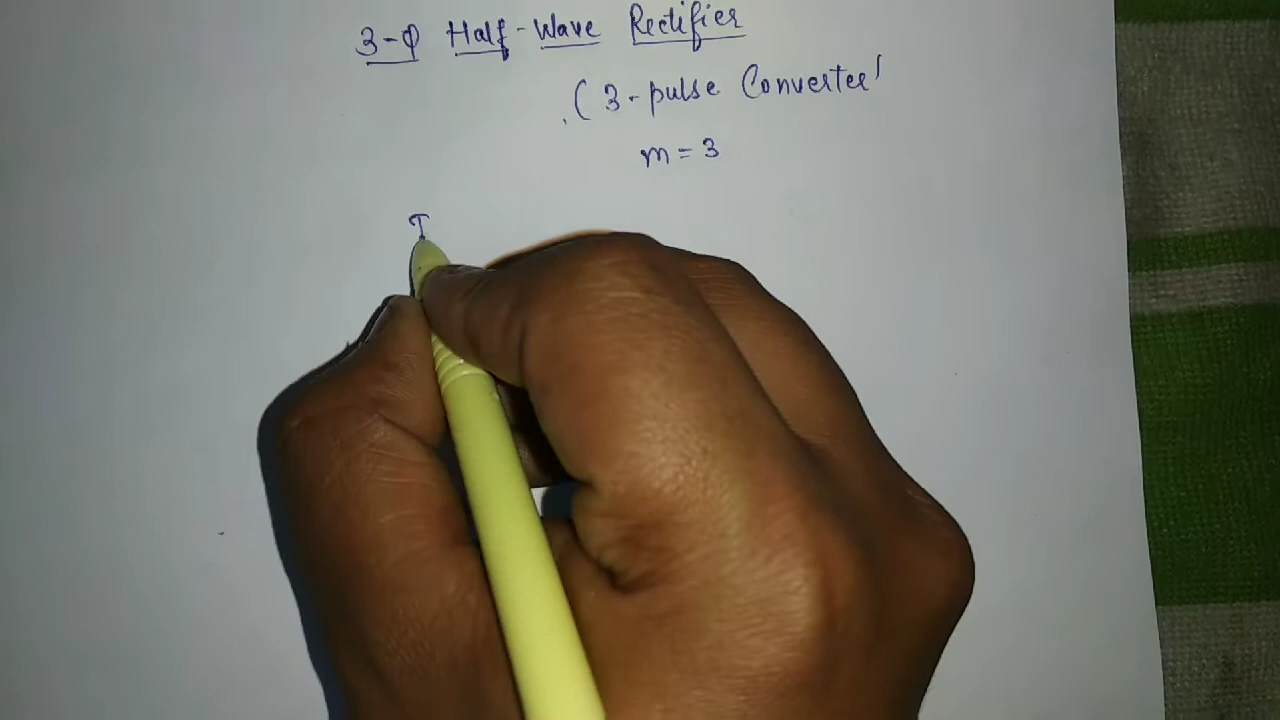 3-Φ Half-Wave Rectifier
(3-pulse Converter)
m = 3
T